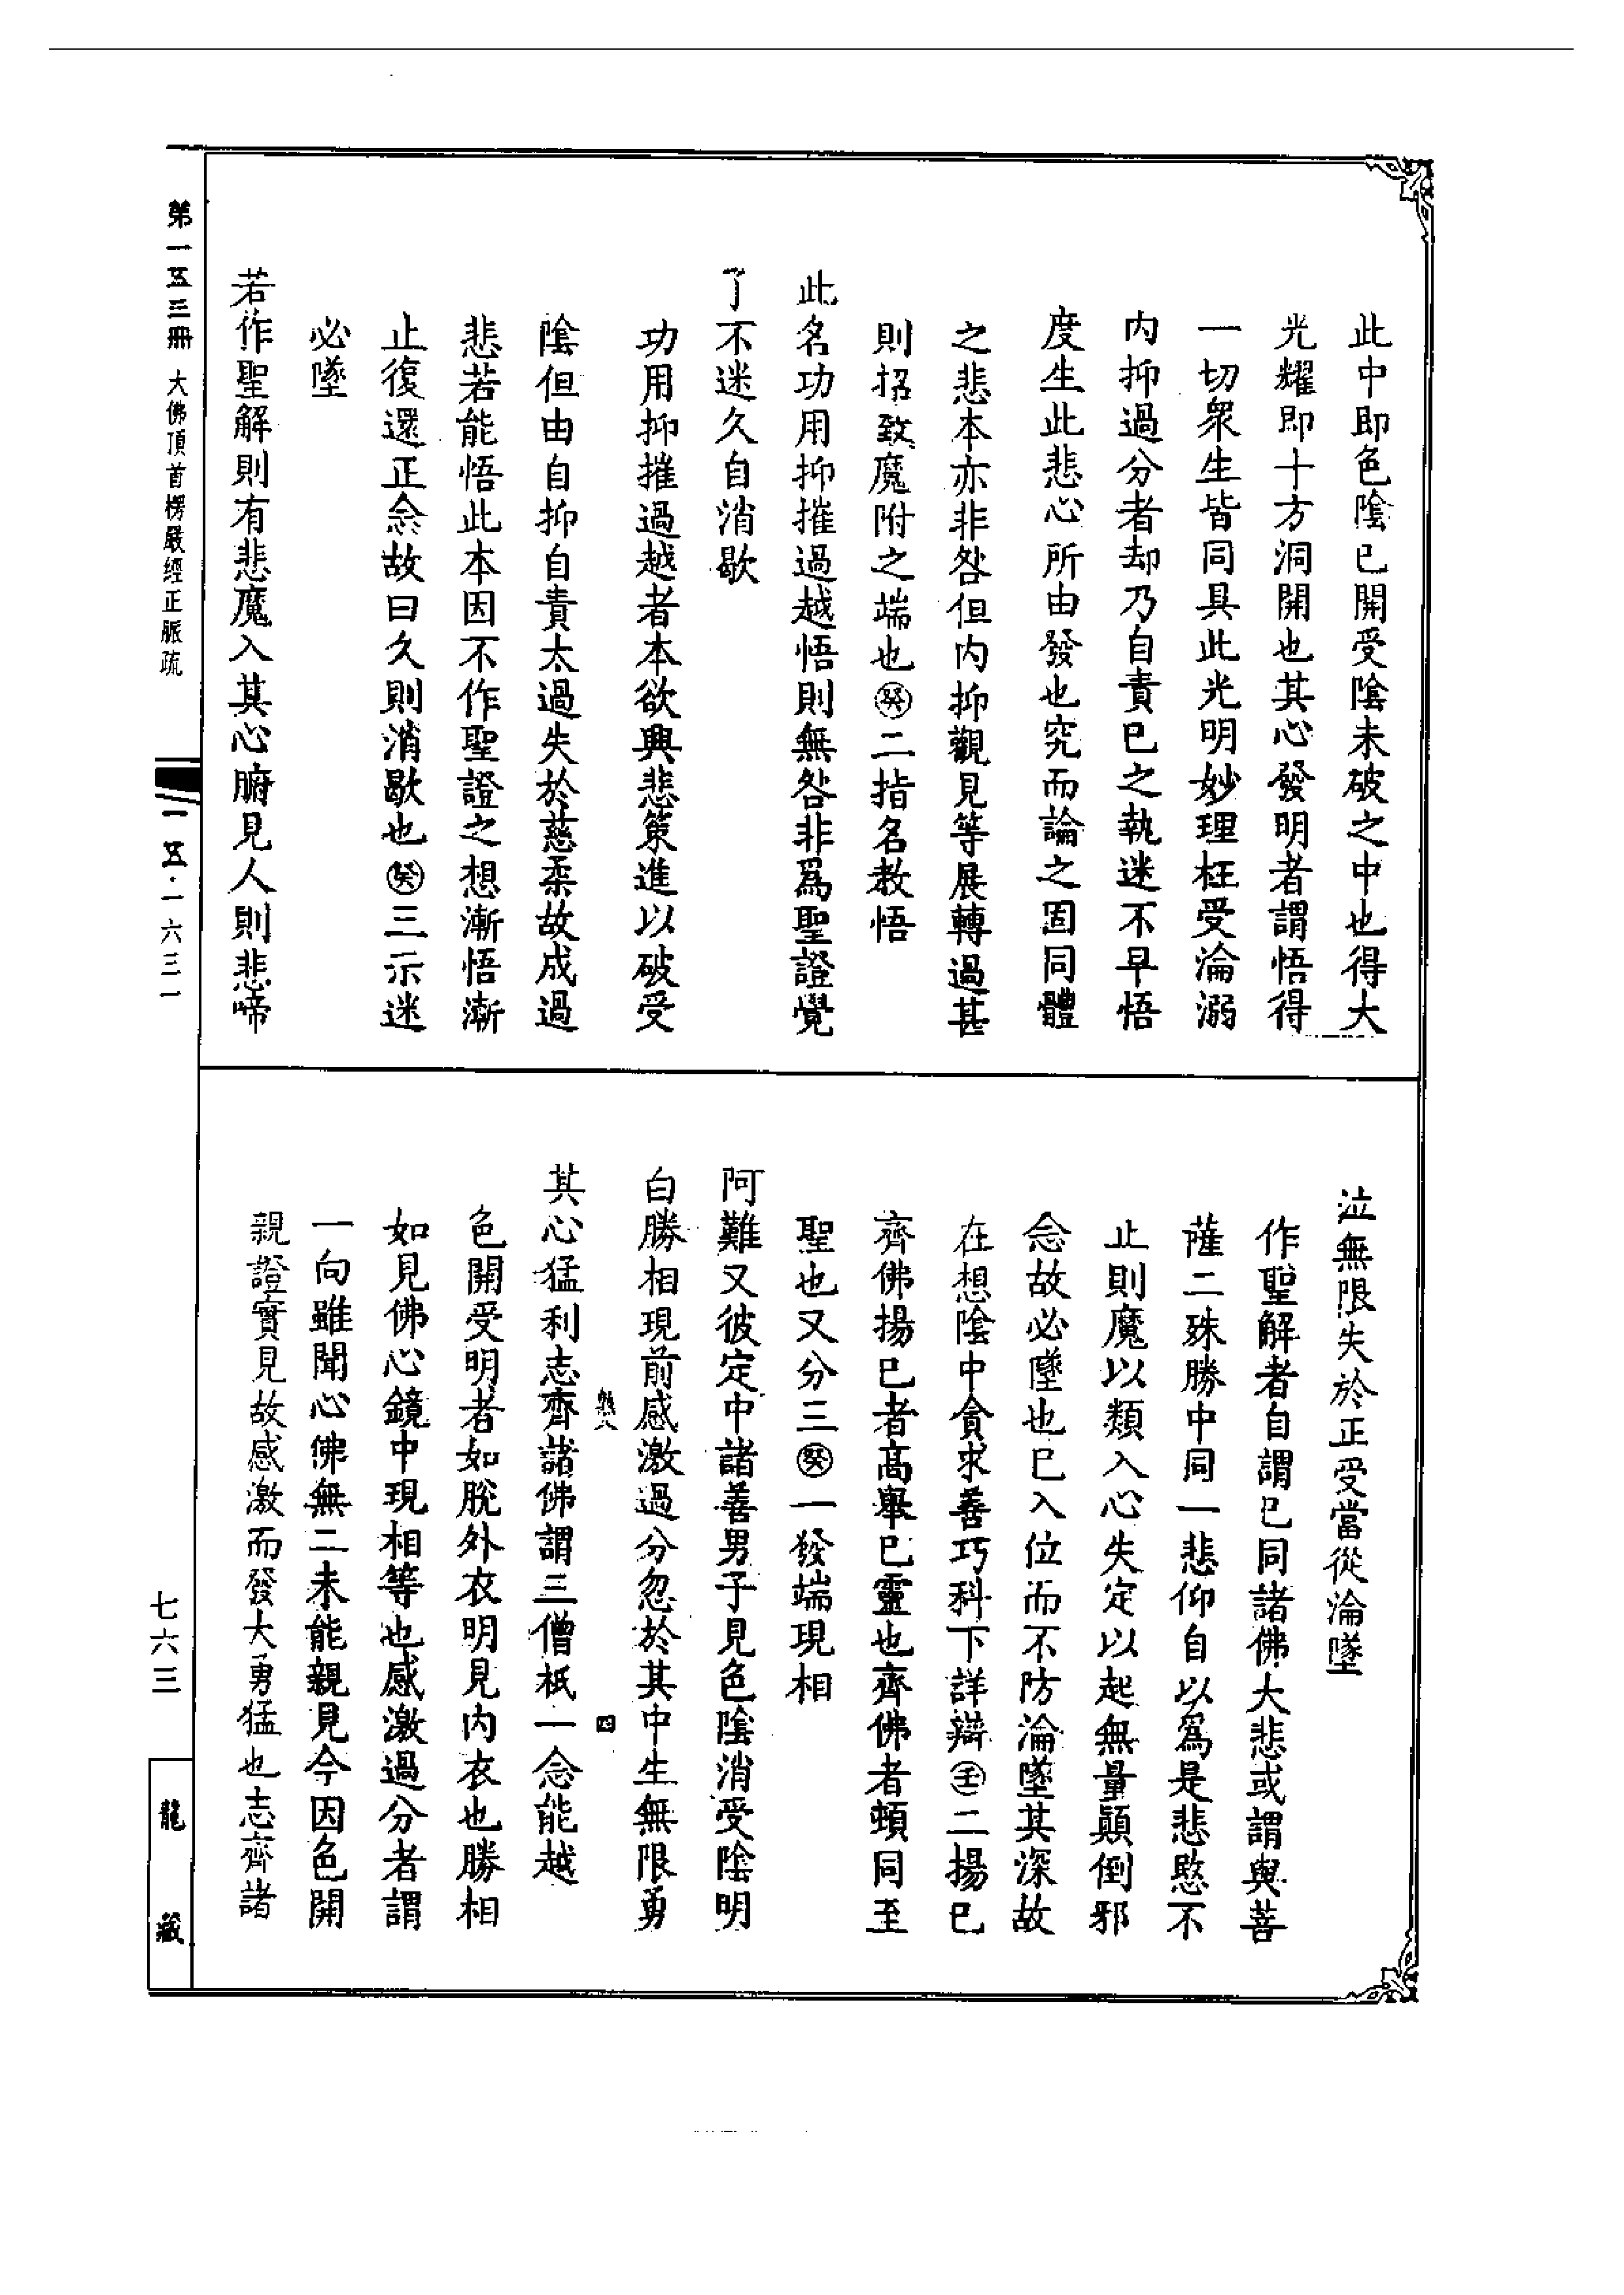 此中即色陰已開受陰未破之中也得大
光耀即十方洞開也其心發明者謂悟得
一切眾生皆同具此光明妙理枉受淪溺
內抑過分者却乃自責已之執迷不早悟
度生此悲心所由發也究而論之固同體
之悲本亦非咎但內抑觀見等展轉過甚
則招致魔附之端也㊣二指名教悟
此名功用抑摧過越悟則無咎非為聖證覺
了不迷久自消歇
功用抑摧過越者本欲興悲策進以破受
陰但由自抑自責太過失於慈柔故成過
悲若能悟此本因不作聖證之想漸悟漸
止復還正念故曰久則消歇也癸三示迷
必墜
若作聖解則有悲魔入其心腑見人則悲啼
泣無限失於正受當從淪墜
作聖解者自謂已同諸佛大悲或謂與菩
薩二殊勝中同一悲仰自以為是悲愍不
止則魔以類入心失定以起無量顛倒邪
念故必墜也已入位而不防淪墜其深故
在想陰中貪求善巧科下詳辯壬二揚已
齊佛揚已者高舉已靈也齊佛者頓同至
聖也又分三癸一發端現相
阿難又彼定中諸善男子見色陰消受陰明
白勝相現前感激過分忽於其中生無限勇
其心猛利志齊諸佛謂三僧祇一念能越
色開受明者如脫外衣明見內衣也勝相
如見佛心鏡中現相等也感激過分者謂
一向雖聞心佛無二未能親見今因色開
親證實見故感激而發大勇猛也志齊諸
第一五三冊 大佛頂首楞嚴經正脈疏
一五·一六三一
七六三
龍藏